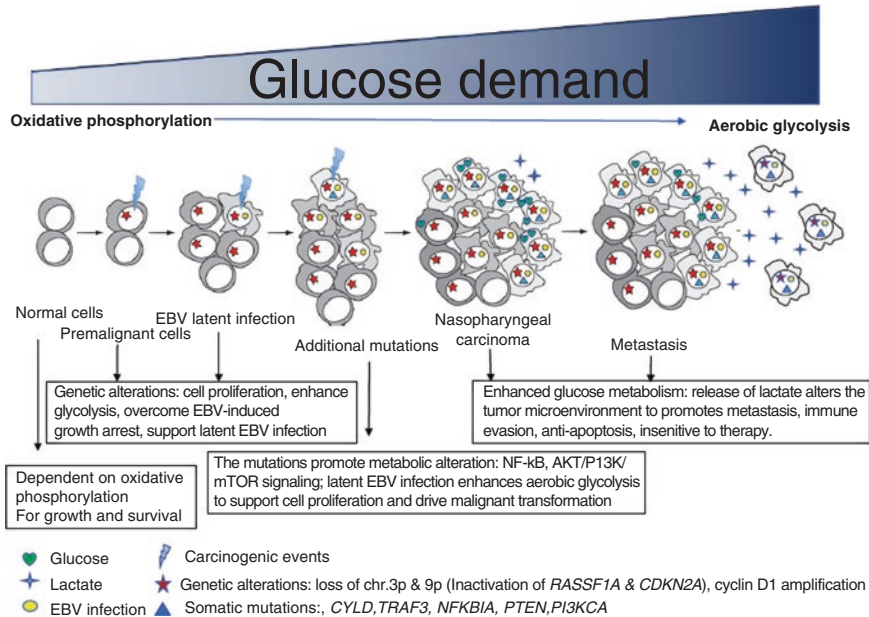 Glucose demand
Oxidative phosphorylation
Aerobic glycolysis
Normal cells
Premalignant cells
EBV latent infection
Additional mutations
Nasopharyngeal
carcinoma
Metastasis
Genetic alterations: cell proliferation, enhance
glycolysis, overcome EBV-induced
growth arrest, support latent EBV infection
Enhanced glucose metabolism: release of lactate alters the
tumor microenvironment to promotes metastasis, immune
evasion, anti-apoptosis, insenitive to therapy.
Dependent on oxidative
phosphorylation
For growth and survival
The mutations promote metabolic alteration: NF-kB, AKT/P13K/
mTOR signaling; latent EBV infection enhances aerobic glycolysis
to support cell proliferation and drive malignant transformation
Glucose
Carcinogenic events
Lactate
Genetic alterations: loss of chr.3p & 9p (Inactivation of RASSF1A & CDKN2A), cyclin D1 amplification
EBV infection
Somatic mutations:, CYLD,TRAF3, NFKBIA, PTEN,PI3KCA